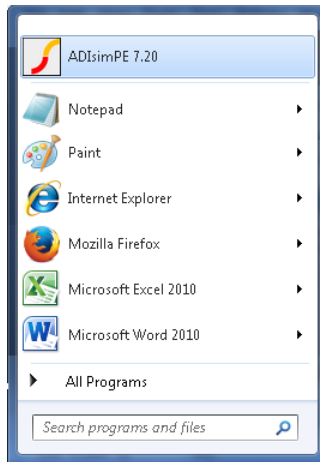 ADIsimPE 7.20
Notepad
Paint
Internet Explorer
Mozilla Firefox
Microsoft Excel 2010
Microsoft Word 2010
All Programs
Search programs and files